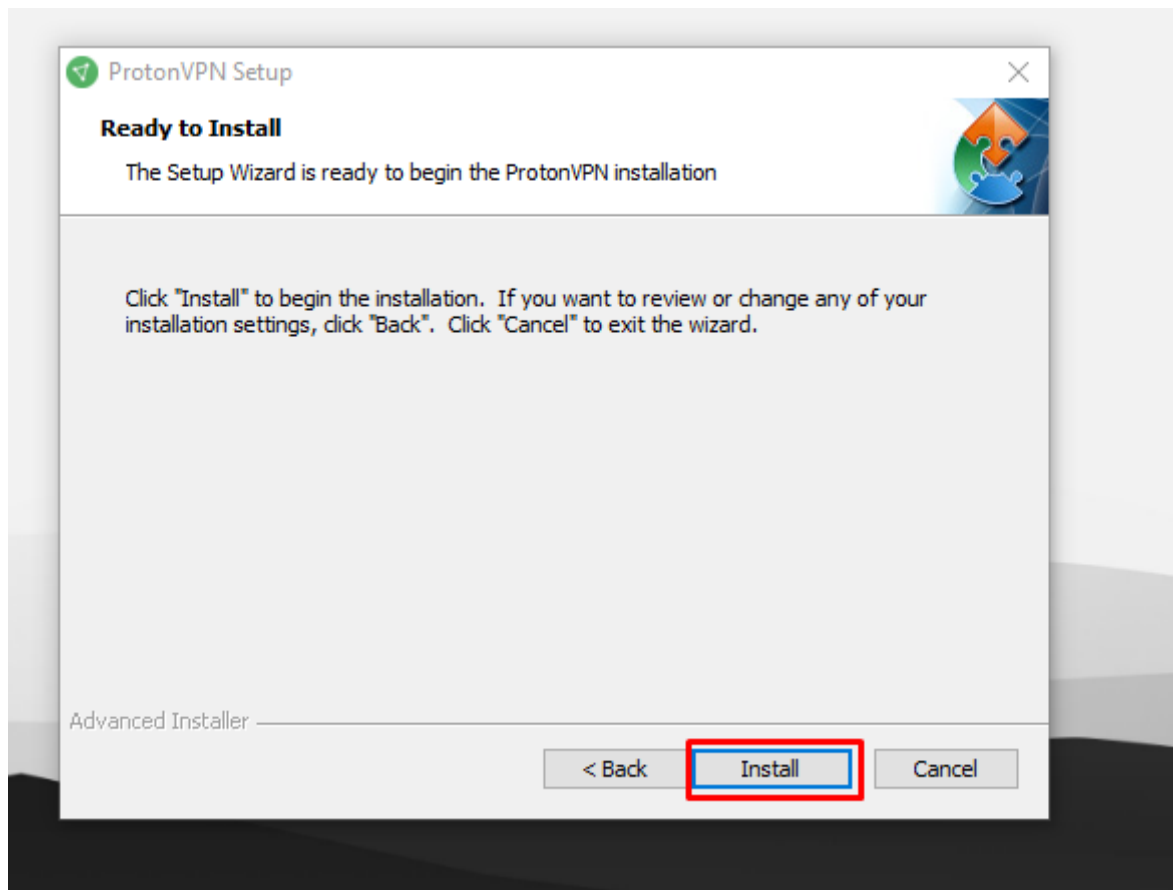 ProtonVPN Setup
Ready to Install
The Setup Wizard is ready to begin the ProtonVPN installation
Click "Install" to begin the installation.  If you want to review or change any of your
installation settings, click "Back".  Click "Cancel" to exit the wizard.
Advanced Installer
< Back
Install
Cancel